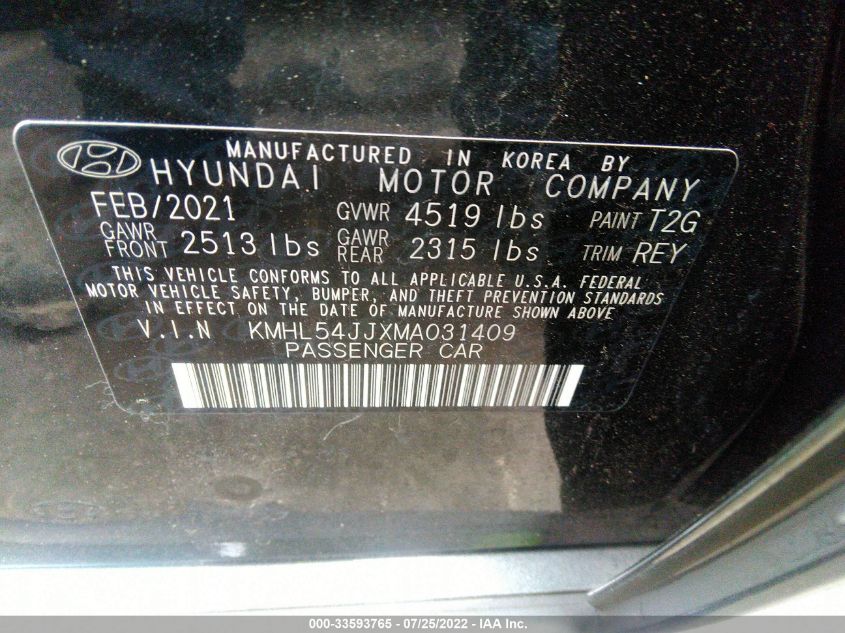 MANUFACTURED IN KOREA BY
HYUNDAI MOTOR COMPANY
FEB/2021 GVWR 4519 lbs PAINT T2G
GAWR FRONT 2513 lbs GAWR REAR 2315 lbs TRIM REY
THIS VEHICLE CONFORMS TO ALL APPLICABLE U.S.A. FEDERAL
MOTOR VEHICLE SAFETY, BUMPER, AND THEFT PREVENTION STANDARDS
IN EFFECT ON THE DATE OF MANUFACTURE SHOWN ABOVE
V.I.N KMHL54JJXMA031409
PASSENGER CAR
000-33593765 - 07/25/2022 - IAA Inc.